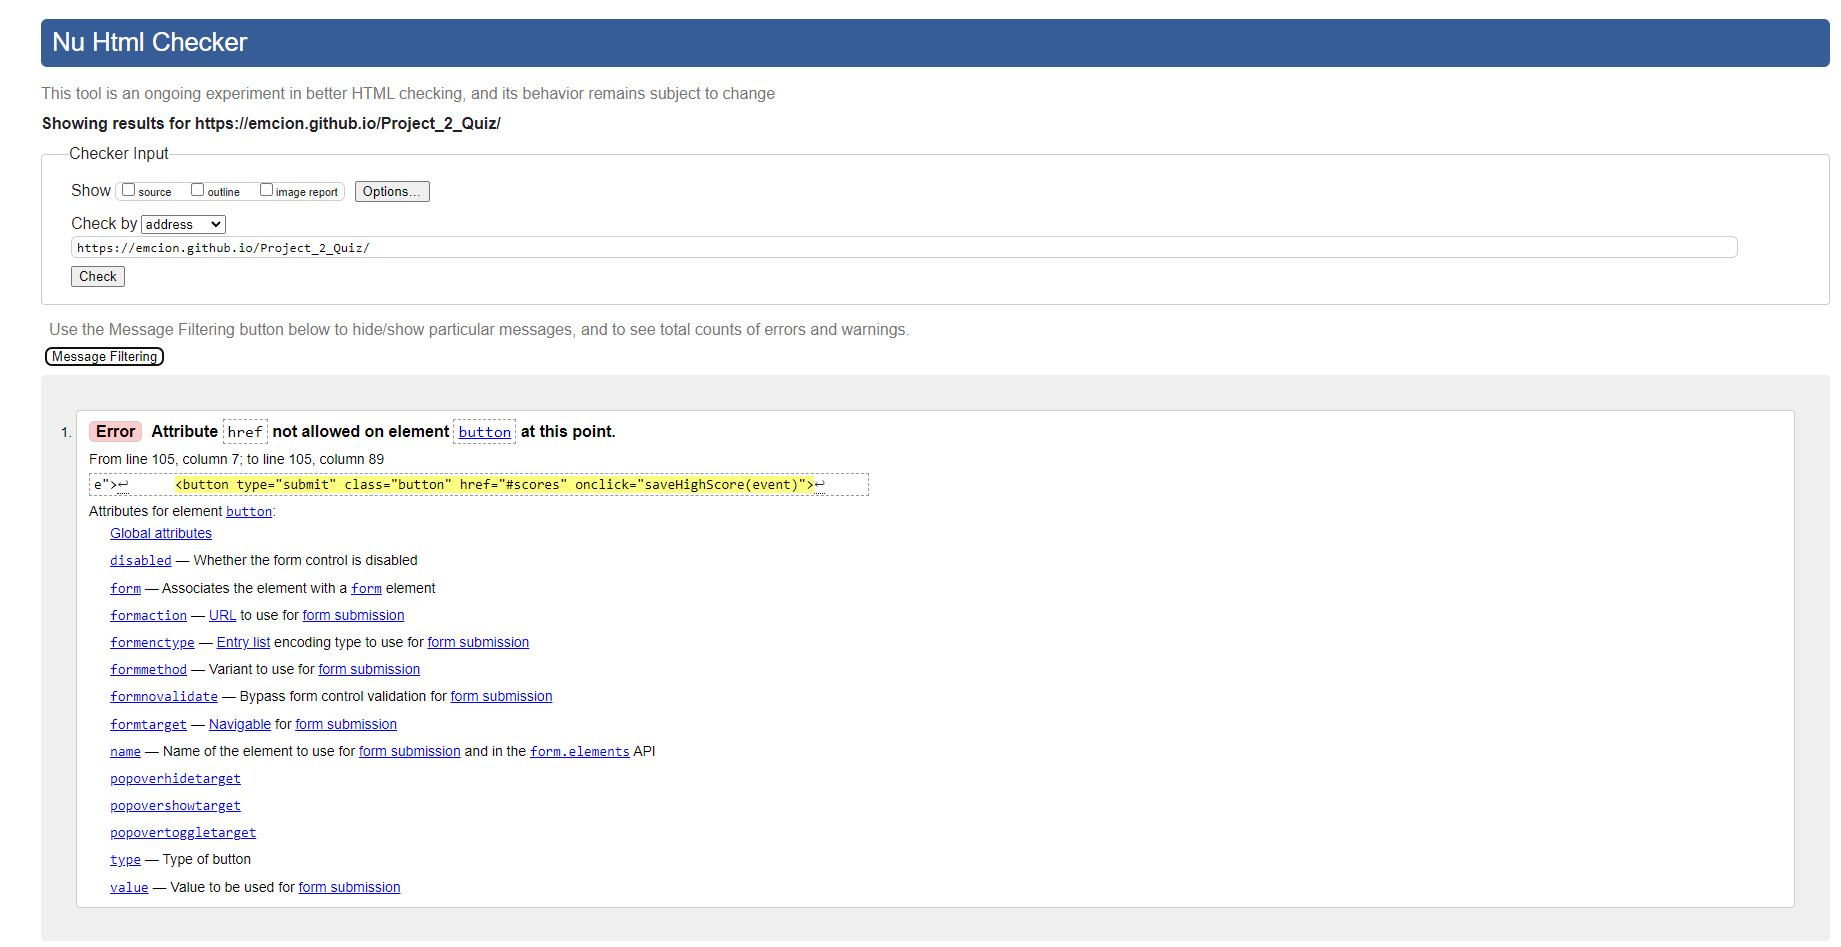 Nu Html Checker
This tool is an ongoing experiment in better HTML checking, and its behavior remains subject to change
Showing results for https://emcion.github.io/Project_2_Quiz/
Checker Input
Show source outline image report Options...
Check by address
https://emcion.github.io/Project_2_Quiz/
Check
Use the Message Filtering button below to hide/show particular messages, and to see total counts of errors and warnings.
Message Filtering
1. Error Attribute href not allowed on element button at this point.
From line 105, column 7; to line 105, column 89
e">↩ <button type="submit" class="button" href="#scores" onclick="saveHighScore(event)">↩
Attributes for element button:
Global attributes
disabled — Whether the form control is disabled
form — Associates the element with a form element
formaction — URL to use for form submission
formenctype — Entry list encoding type to use for form submission
formmethod — Variant to use for form submission
formnovalidate — Bypass form control validation for form submission
formtarget — Navigable for form submission
name — Name of the element to use for form submission and in the form.elements API
popoverhidetarget
popovershowtarget
popovertoggletarget
type — Type of button
value — Value to be used for form submission